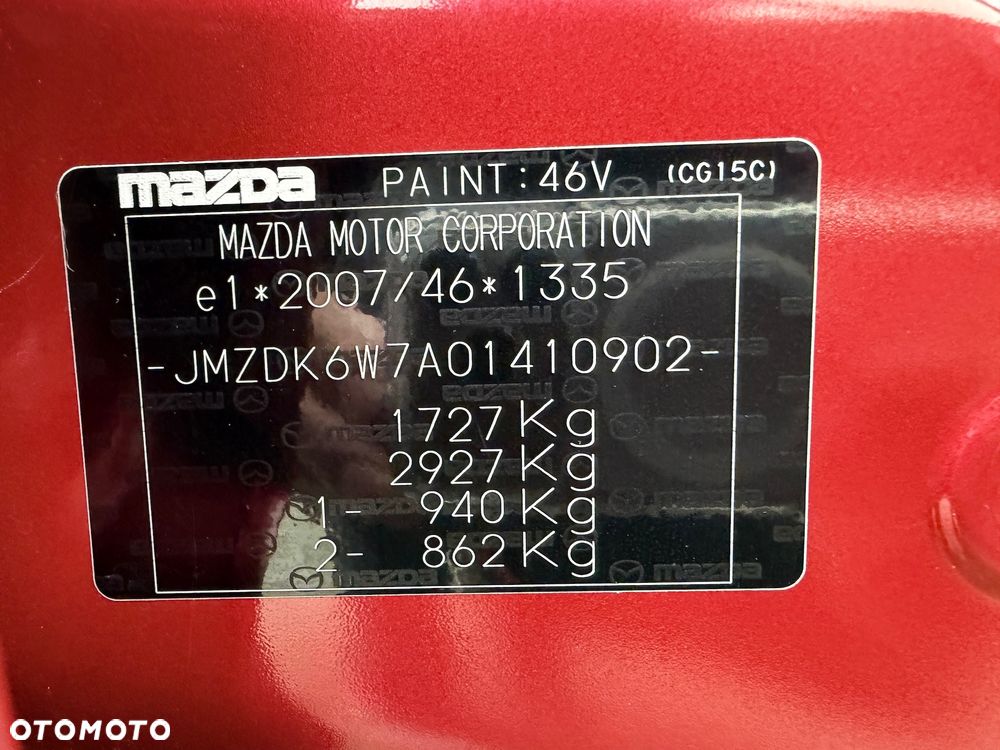 mazda PAINT:46V (CG15C)
MAZDA MOTOR CORPORATION
e1*2007/46*1335
-JMZDK6W7A01410902-
1727Kg
2927Kg
1- 940Kg
2- 862Kg
OTOMOTO